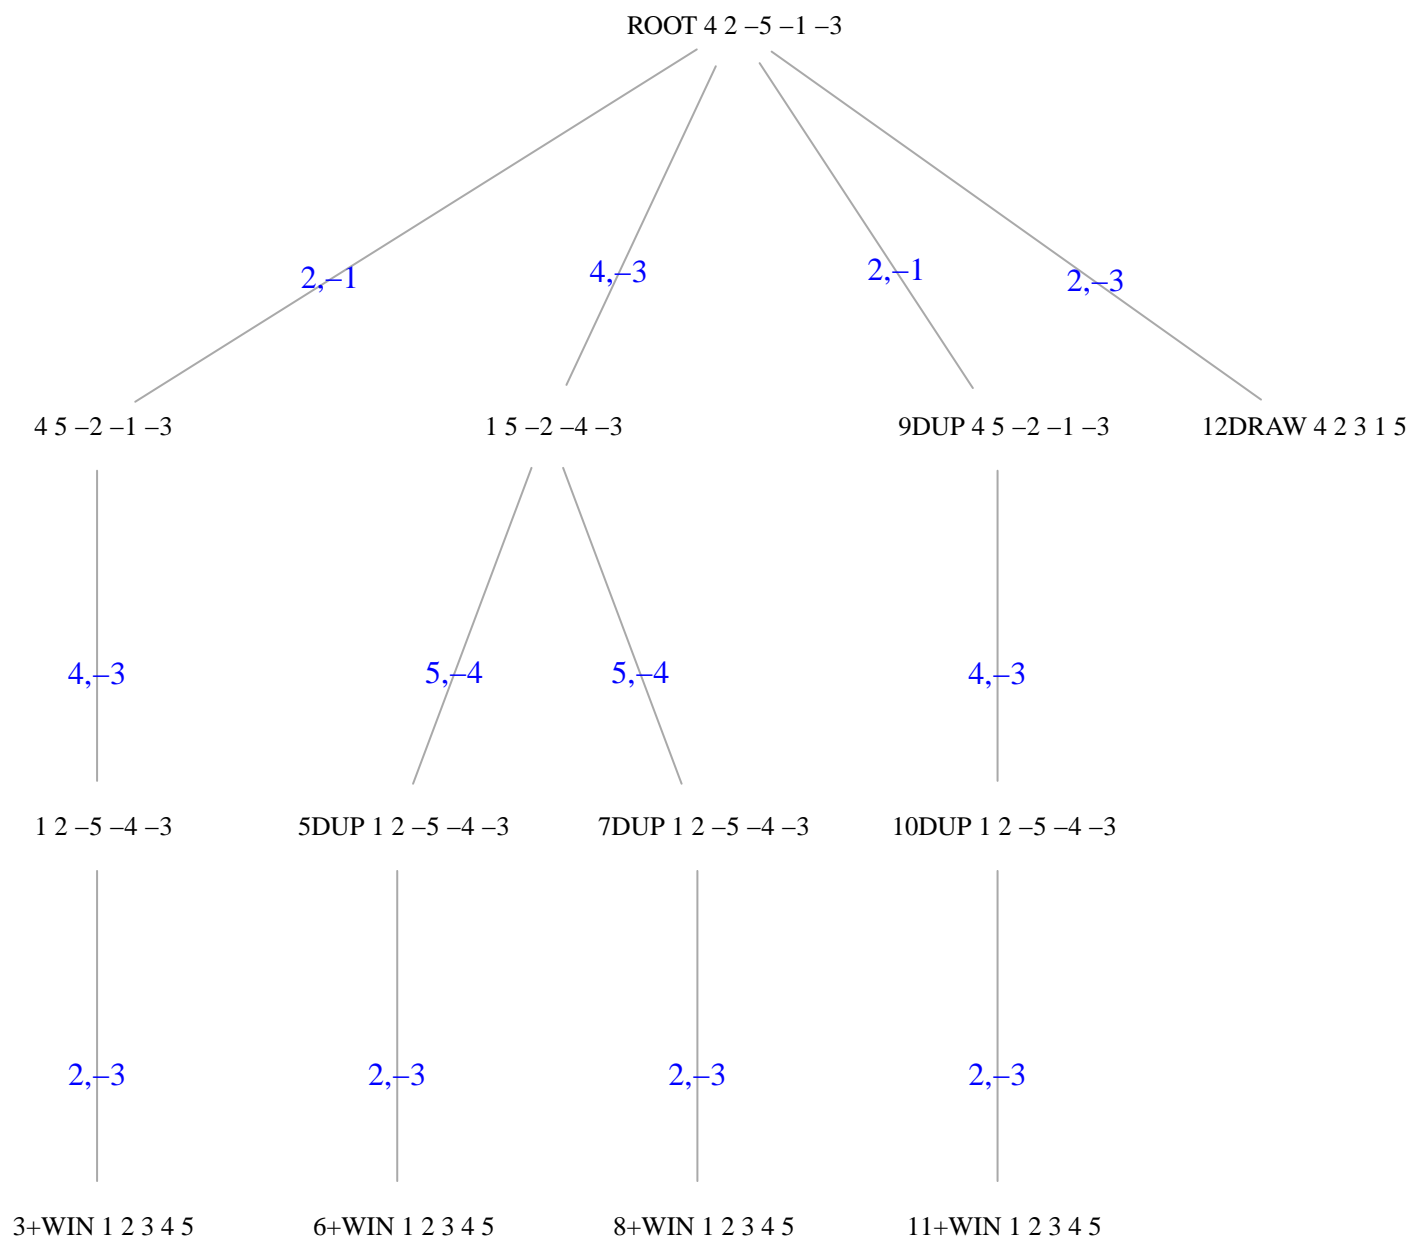 ROOT 4 2 –5 –1 –3
2,–1
4,–3
2,–1
2,–3
4 5 –2 –1 –3
1 5 –2 –4 –3
9DUP 4 5 –2 –1 –3
12DRAW 4 2 3 1 5
4,–3
5,–4
5,–4
4,–3
1 2 –5 –4 –3
5DUP 1 2 –5 –4 –3
7DUP 1 2 –5 –4 –3
10DUP 1 2 –5 –4 –3
2,–3
2,–3
2,–3
2,–3
3+WIN 1 2 3 4 5
6+WIN 1 2 3 4 5
8+WIN 1 2 3 4 5
11+WIN 1 2 3 4 5